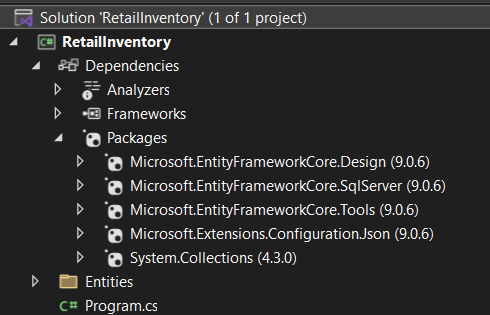 Solution 'RetailInventory' (1 of 1 project)
C# RetailInventory
Dependencies
Analyzers
Frameworks
Packages
Microsoft.EntityFrameworkCore.Design (9.0.6)
Microsoft.EntityFrameworkCore.SqlServer (9.0.6)
Microsoft.EntityFrameworkCore.Tools (9.0.6)
Microsoft.Extensions.Configuration.Json (9.0.6)
System.Collections (4.3.0)
Entities
C# Program.cs